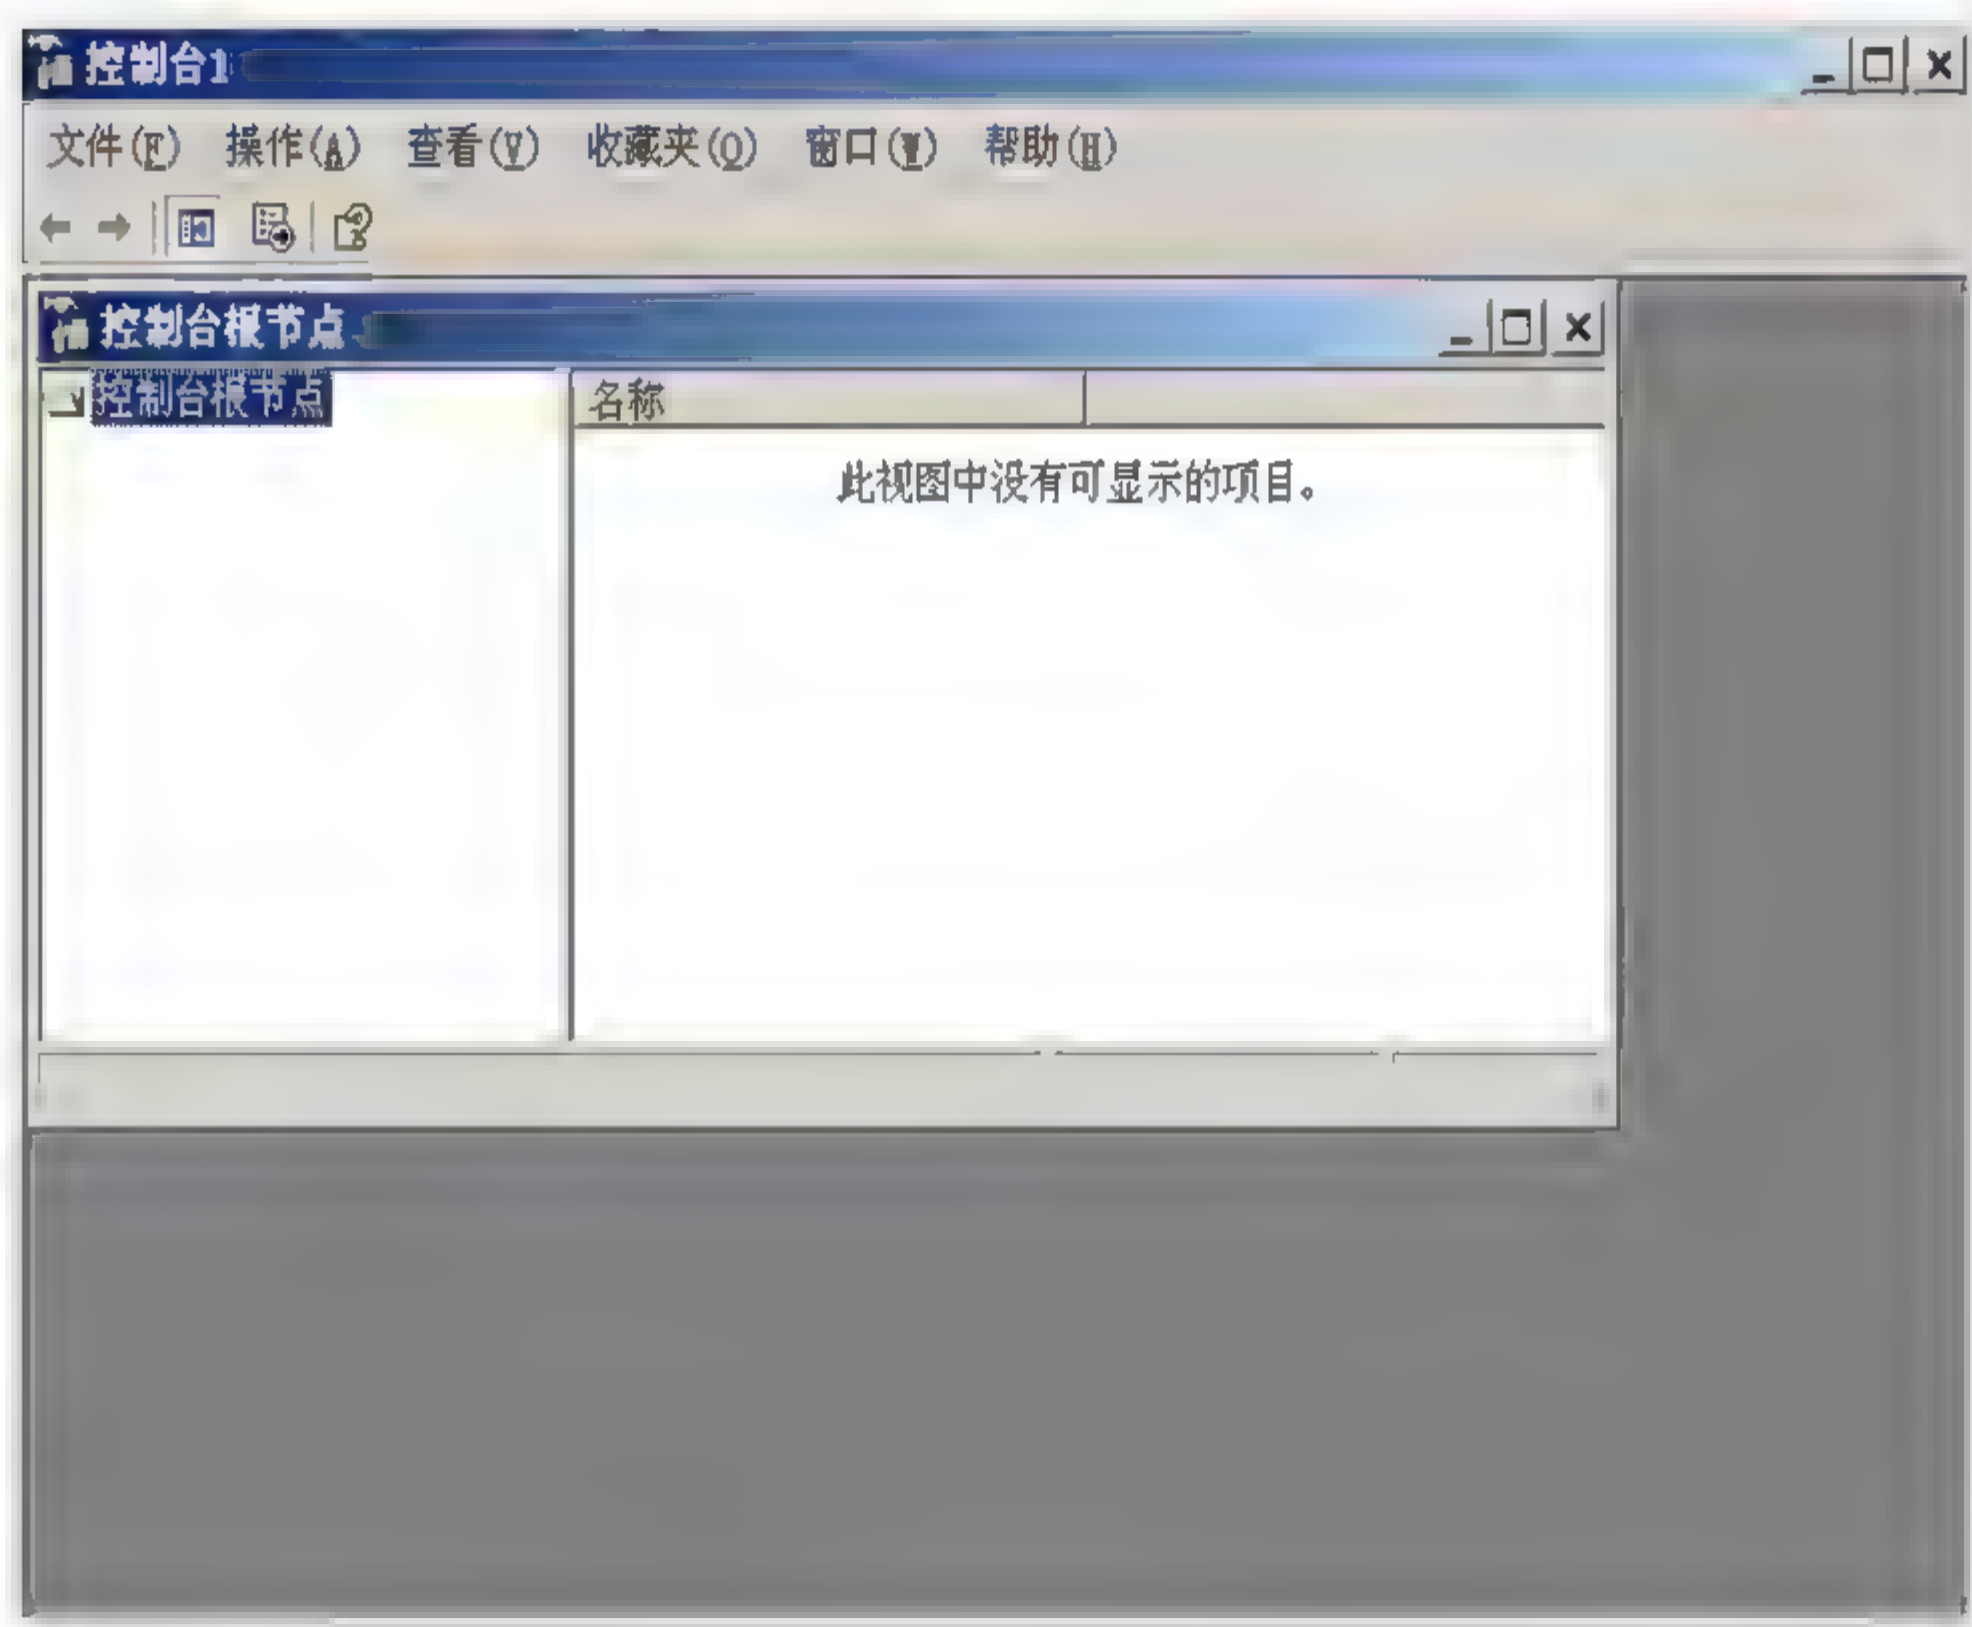 控制台1
文件(F) 操作(A) 查看(V) 收藏夹(O) 窗口(W) 帮助(H)
控制台根节点
控制台根节点
名称
此视图中没有可显示的项目。